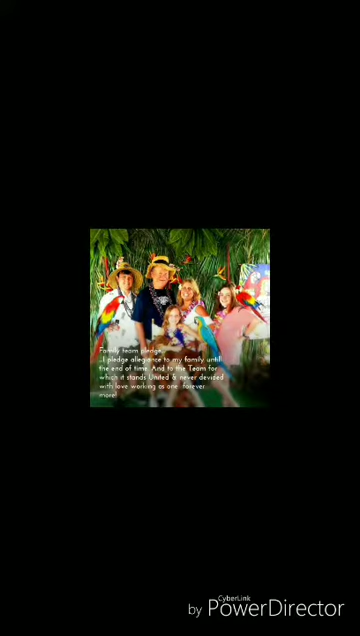 Family team pledge..
..I pledge allegiance to my family until
the end of time. And to the Team for
which it stands United & never devided
with love working as one forever..
more!
CyberLink
by PowerDirector